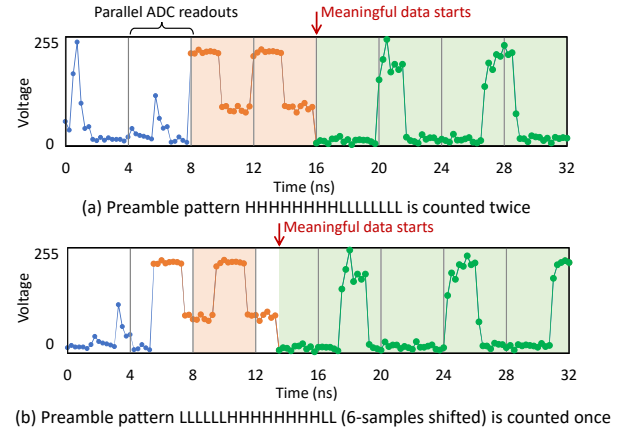 Parallel ADC readouts
Meaningful data starts
255
0
Voltage
0 4 8 12 16 20 24 28 32
Time (ns)
(a) Preamble pattern HHHHHHHHLLLLLLLL is counted twice
Meaningful data starts
255
0
Voltage
0 4 8 12 16 20 24 28 32
Time (ns)
(b) Preamble pattern LLLLLLHHHHHHHHLL (6-samples shifted) is counted once